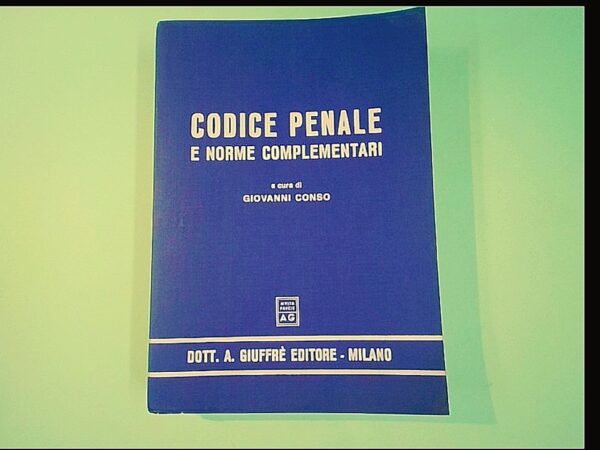 CODICE PENALE
E NORME COMPLEMENTARI
a cura di
GIOVANNI CONSO
AG
DOTT. A. GIUFFRÈ EDITORE - MILANO